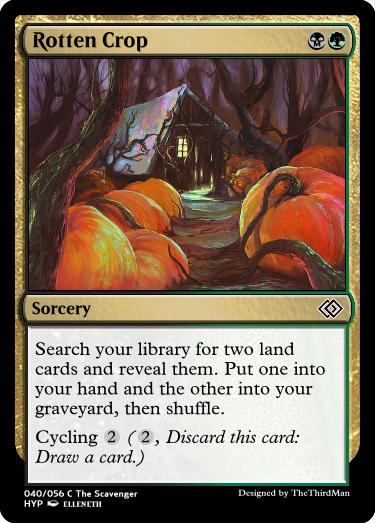 Rotten Crop
Sorcery
Search your library for two land
cards and reveal them. Put one into
your hand and the other into your
graveyard, then shuffle.
Cycling 2 ( 2, Discard this card:
Draw a card.)
040/056 C The Scavenger
Designed by TheThirdMan
HYP ELLENETH